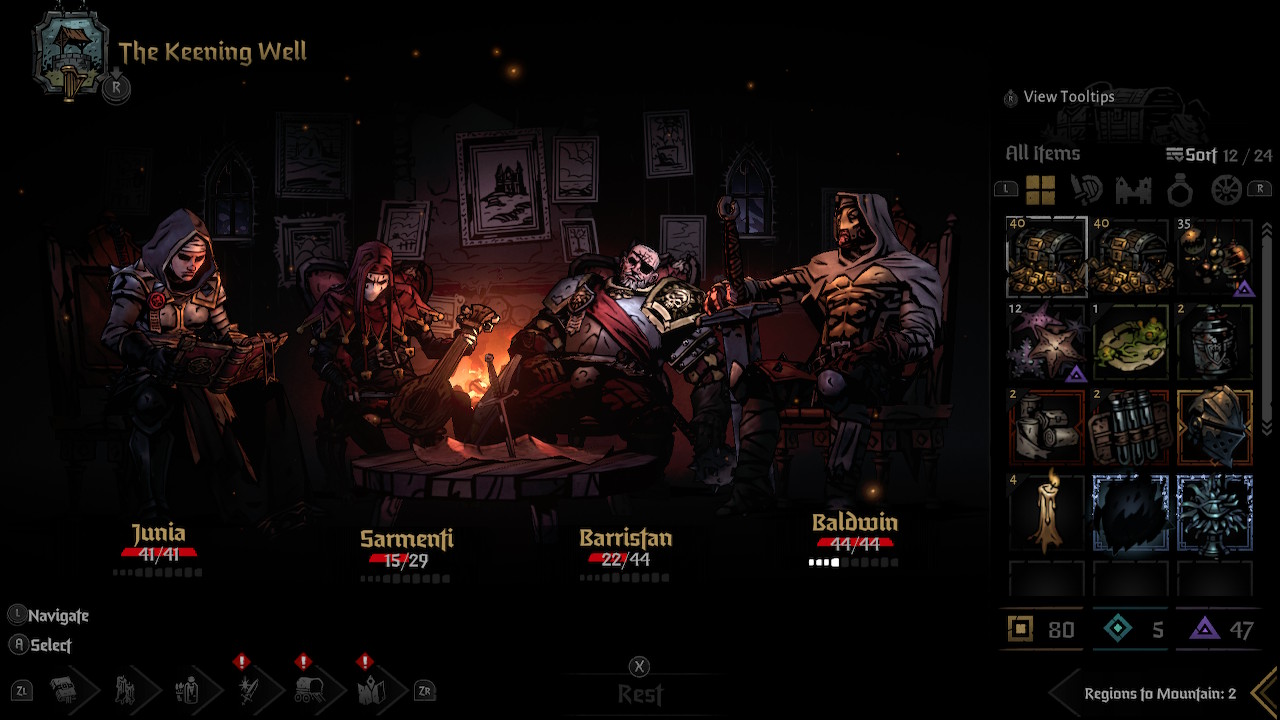 The Keening Well
R
R View Tooltips
All Items
Sort 12 / 24
L
R
40
40
35
12
1
2
2
2
4
Junia
41/41
Sarmenti
15/29
Barristan
22/44
Baldwin
44/44
80
5
47
L Navigate
A Select
ZL
!
!
!
ZR
X
Rest
Regions to Mountain: 2